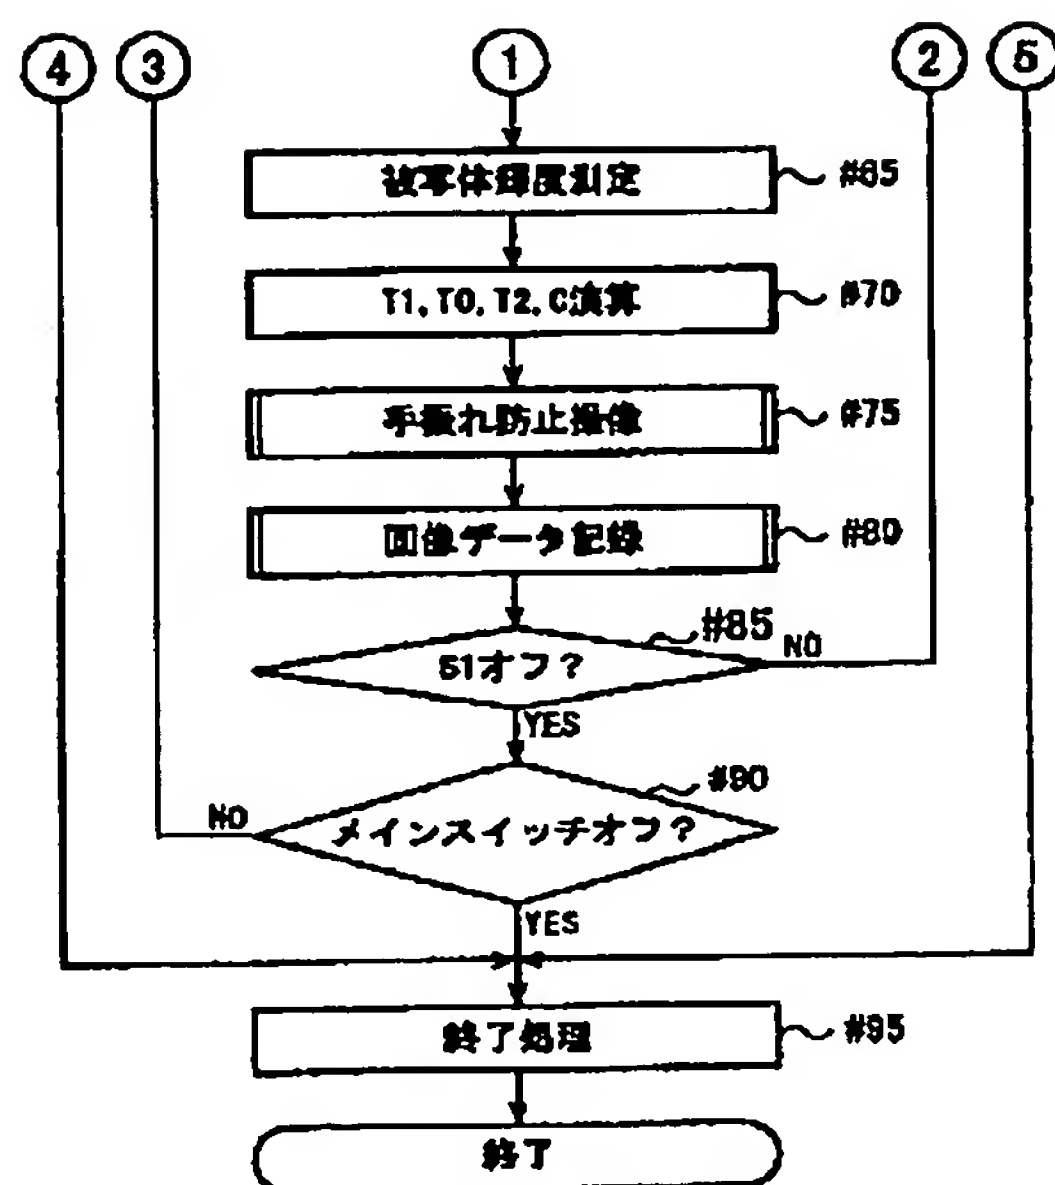 4 3 1 2 5
被写体輝度測定 #65
T1,T0,T2,C演算 #70
手振れ防止撮像 #75
画像データ記録 #80
#85
S1オフ? NO
YES
#90
NO メインスイッチオフ?
YES
終了処理 #95
終了